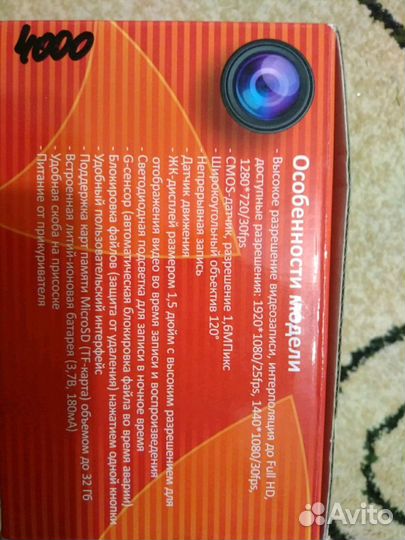 4000
Особенности модели
- Высокое разрешение видеозаписи, интерполяция до Full HD,
доступные разрешения: 1920*1080/25fps, 1440*1080/30fps,
1280*720/30fps
- CMOS-датчик, разрешение 1,6Мпикс
- Широкоугольный объектив 120°
- Непрерывная запись
- Датчик движения
- ЖК-дисплей размером 1,5 дюйм с высоким разрешением для
отображения видео во время записи и воспроизведения
- Светодиодная подсветка для записи в ночное время
- G-сенсор (автоматическая блокировка файла во время аварии)
- Блокировка файлов (защита от удаления) нажатием одной кнопки
- Удобный пользовательский интерфейс
- Поддержка карт памяти MicroSD (TF-карта) объемом до 32 Гб
- Встроенная литий-ионовая батарея (3,7В, 180мА)
- Удобная скоба на присоске
- Питание от прикуривателя
Avito